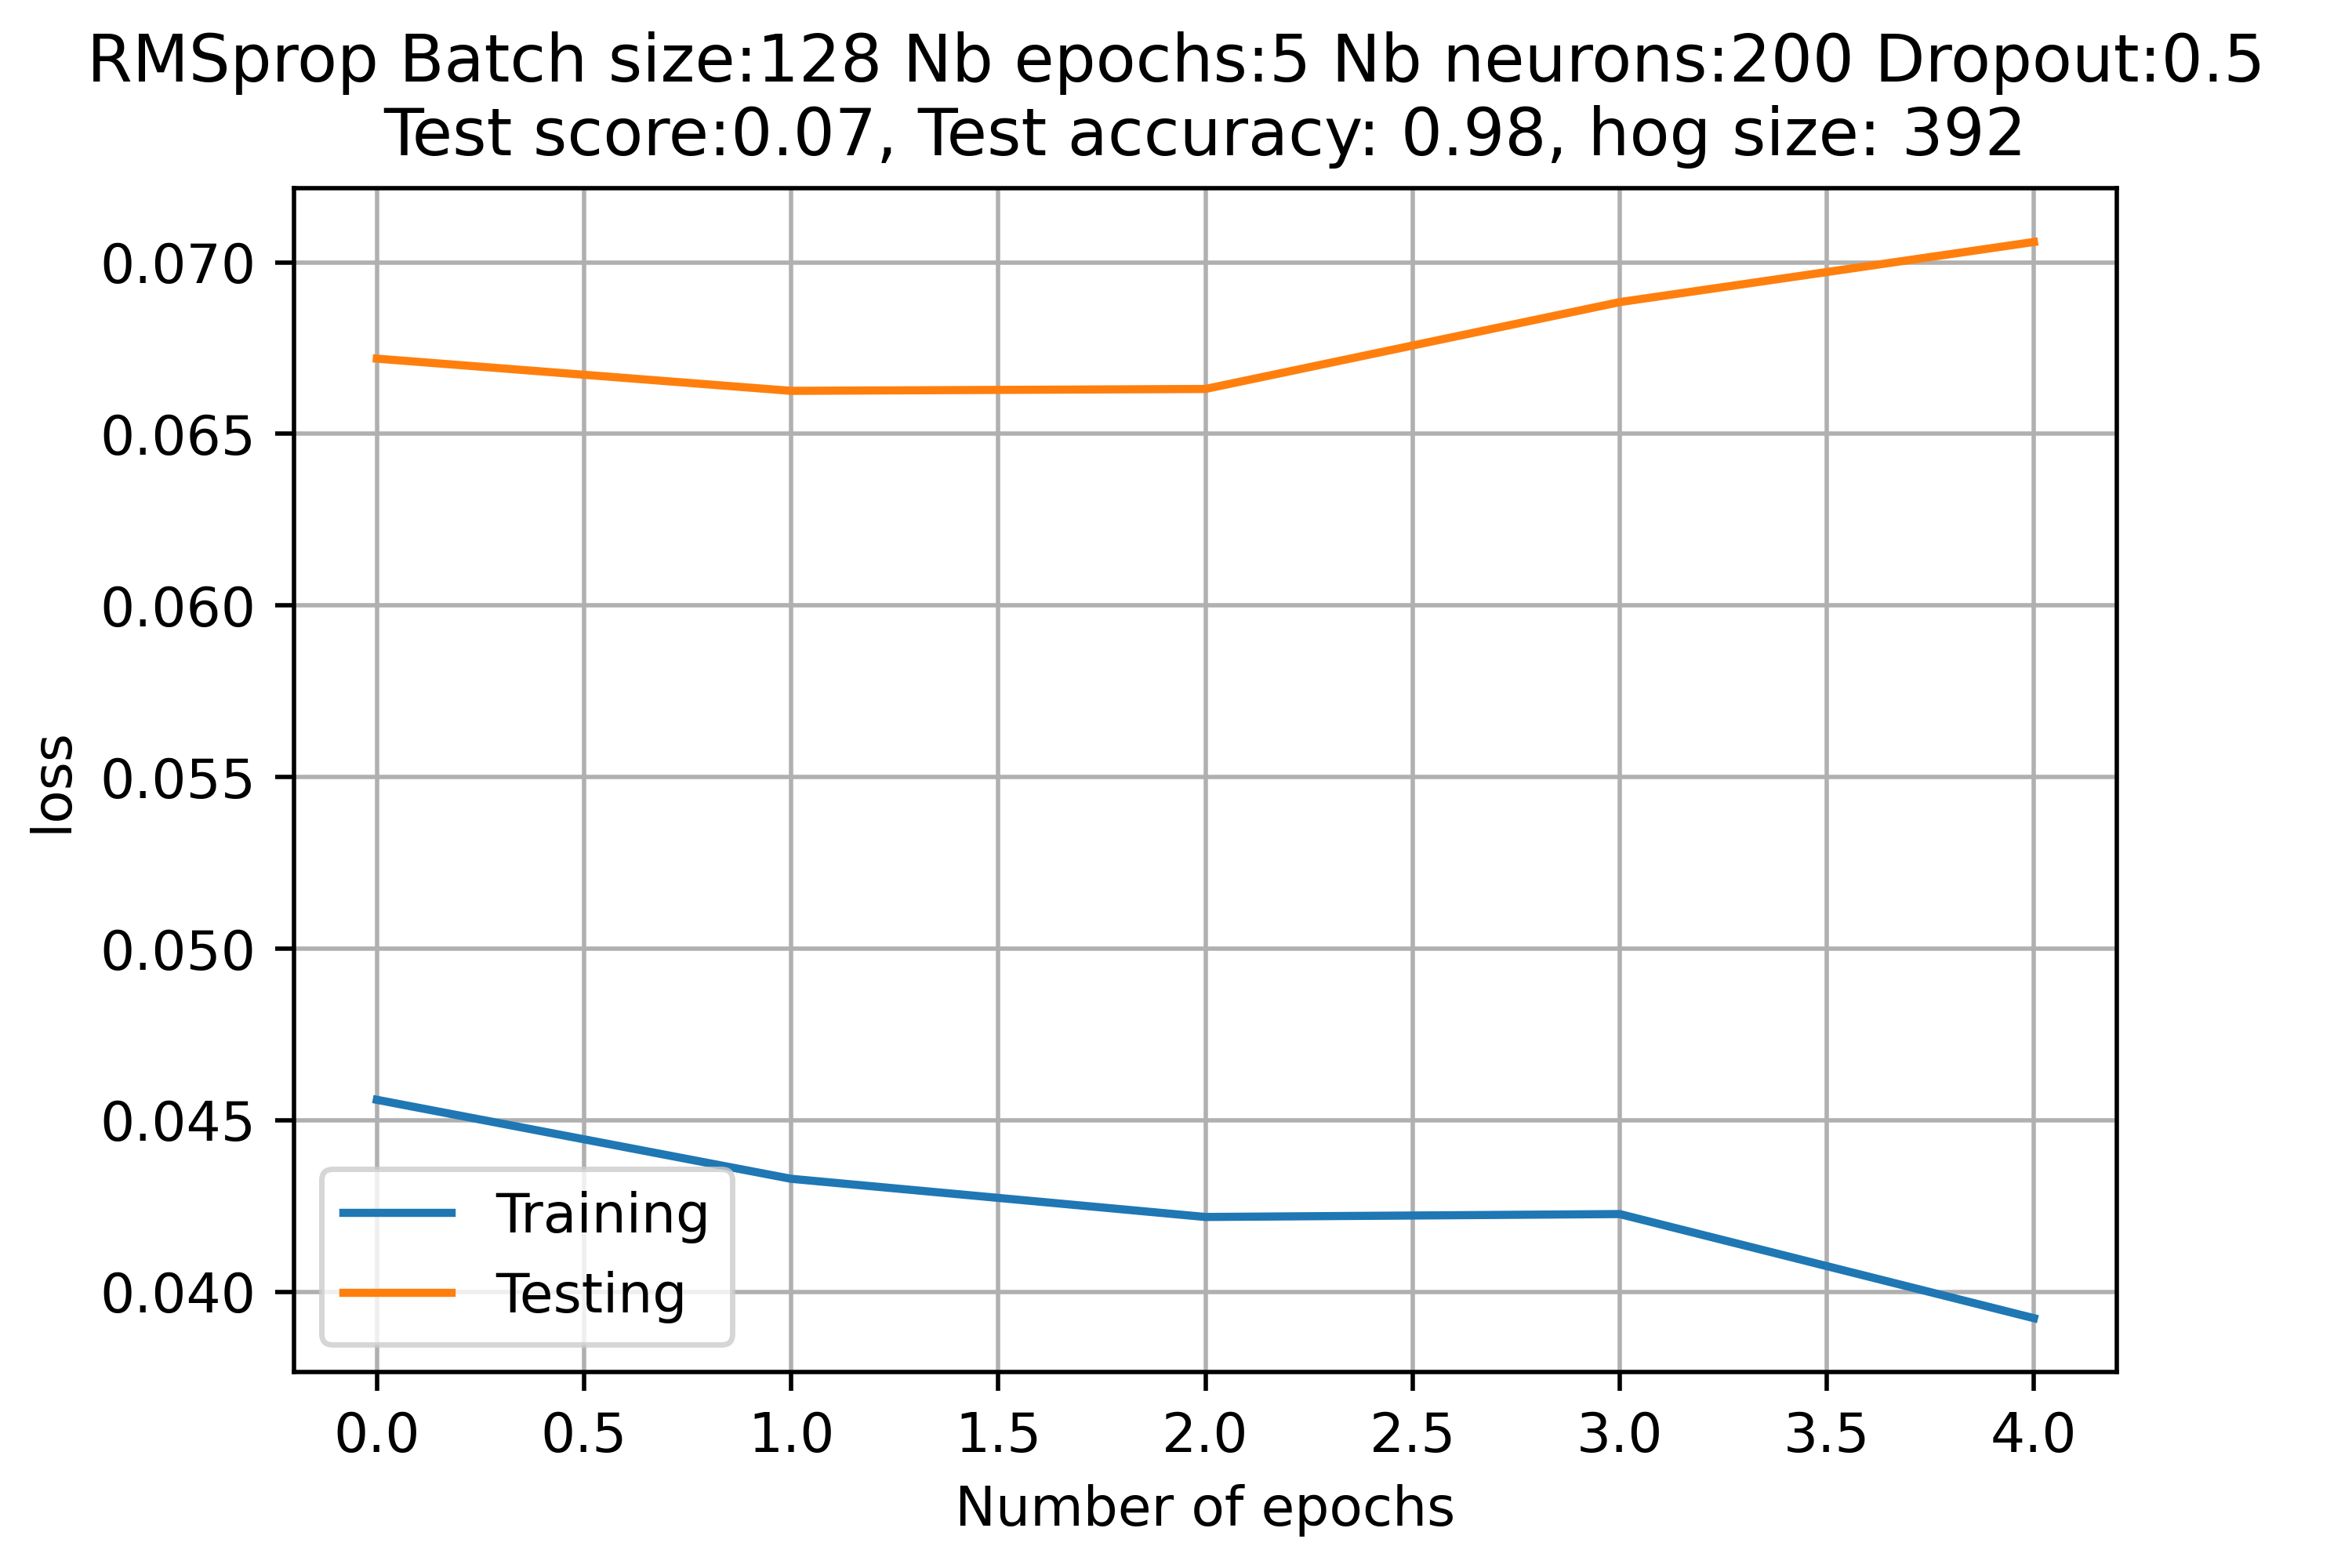 RMSprop Batch size:128 Nb epochs:5 Nb neurons:200 Dropout:0.5
Test score:0.07, Test accuracy: 0.98, hog size: 392
0.070
0.065
0.060
0.055
0.050
0.045
0.040
loss
Training
Testing
0.0 0.5 1.0 1.5 2.0 2.5 3.0 3.5 4.0
Number of epochs